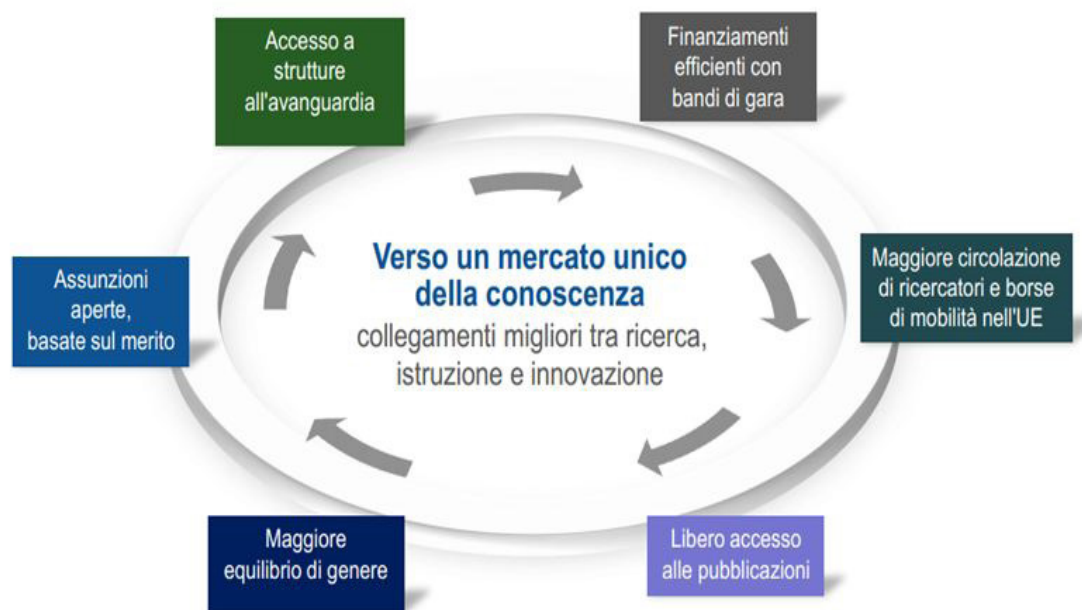 Accesso a
strutture
all'avanguardia
Finanziamenti
efficienti con
bandi di gara
Verso un mercato unico
della conoscenza
collegamenti migliori tra ricerca,
istruzione e innovazione
Assunzioni
aperte,
basate sul merito
Maggiore circolazione
di ricercatori e borse
di mobilità nell'UE
Maggiore
equilibrio di genere
Libero accesso
alle pubblicazioni